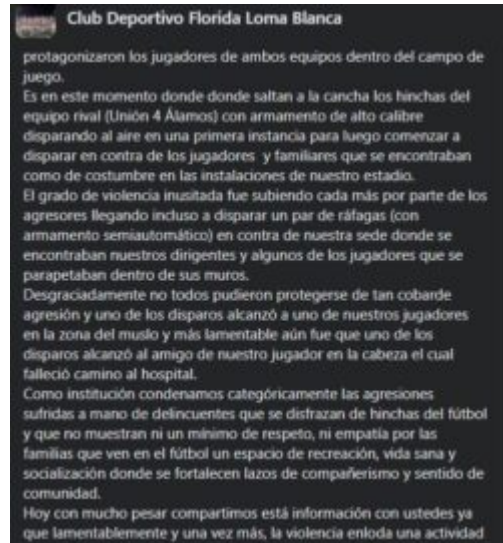 Club Deportivo Florida Loma Blanca
protagonizaron los jugadores de ambos equipos dentro del campo de
juego.
Es en este momento donde donde saltan a la cancha los hinchas del
equipo rival (Unión 4 Álamos) con armamento de alto calibre
disparando al aire en una primera instancia para luego comenzar a
disparar en contra de los jugadores y familiares que se encontraban
como de costumbre en las instalaciones de nuestro estadio.
El grado de violencia inusitada fue subiendo cada más por parte de los
agresores llegando incluso a disparar un par de ráfagas (con
armamento semiautomático) en contra de nuestra sede donde se
encontraban nuestros dirigentes y algunos de los jugadores que se
parapetaban dentro de sus muros.
Desgraciadamente no todos pudieron protegerse de tan cobarde
agresión y uno de los disparos alcanzó a uno de nuestros jugadores
en la zona del muslo y más lamentable aún fue que uno de los
disparos alcanzó al amigo de nuestro jugador en la cabeza el cual
falleció camino al hospital.
Como institución condenamos categóricamente las agresiones
sufridas a mano de delincuentes que se disfrazan de hinchas del fútbol
y que no muestran ni un mínimo de respeto, ni empatía por las
familias que ven en el fútbol un espacio de recreación, vida sana y
socialización donde se fortalecen lazos de compañerismo y sentido de
comunidad.
Hoy con mucho pesar compartimos está información con ustedes ya
que lamentablemente y una vez más, la violencia enloda una actividad